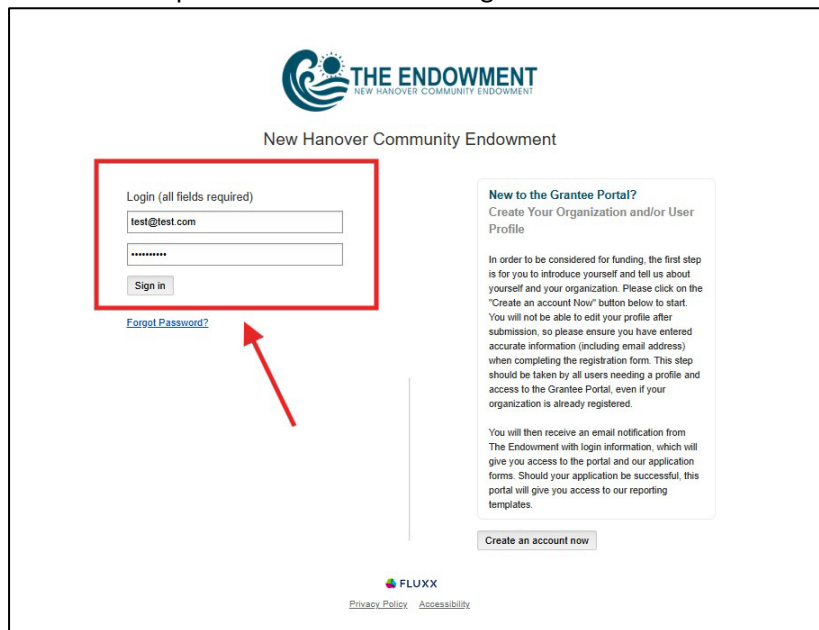 THE ENDOWMENT
NEW HANOVER COMMUNITY ENDOWMENT
New Hanover Community Endowment
Login (all fields required)
test@test.com
••••••••••
Sign in
Forgot Password?
New to the Grantee Portal?
Create Your Organization and/or User
Profile
In order to be considered for funding, the first step
is for you to introduce yourself and tell us about
yourself and your organization. Please click on the
"Create an account Now" button below to start.
You will not be able to edit your profile after
submission, so please ensure you have entered
accurate information (including email address)
when completing the registration form. This step
should be taken by all users needing a profile and
access to the Grantee Portal, even if your
organization is already registered.
You will then receive an email notification from
The Endowment with login information, which will
give you access to the portal and our application
forms. Should your application be successful, this
portal will give you access to our reporting
templates.
Create an account now
FLUXX
Privacy Policy Accessibility